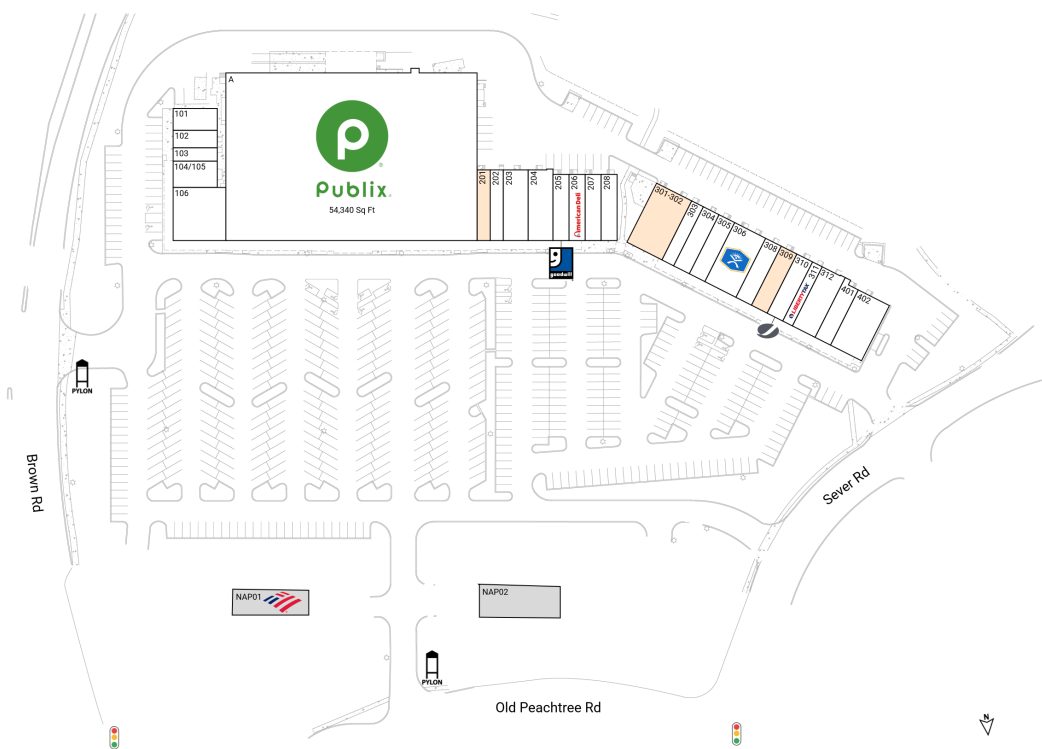 A
Publix
54,340 Sq Ft
101
102
103
104/105
106
201
202
203
204
205
206
American Deli
207
208
goodwill
301-302
303
304
305
306
308
309
310
LIBERTY TAX
311
312
401
402
PYLON
Brown Rd
Sever Rd
NAP01
NAP02
PYLON
Old Peachtree Rd
N